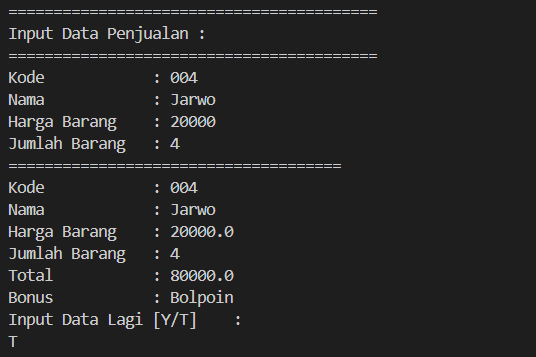 =========================================
Input Data Penjualan :
=========================================
Kode            : 004
Nama            : Jarwo
Harga Barang    : 20000
Jumlah Barang   : 4
=====================================
Kode            : 004
Nama            : Jarwo
Harga Barang    : 20000.0
Jumlah Barang   : 4
Total           : 80000.0
Bonus           : Bolpoin
Input Data Lagi [Y/T]    :
T